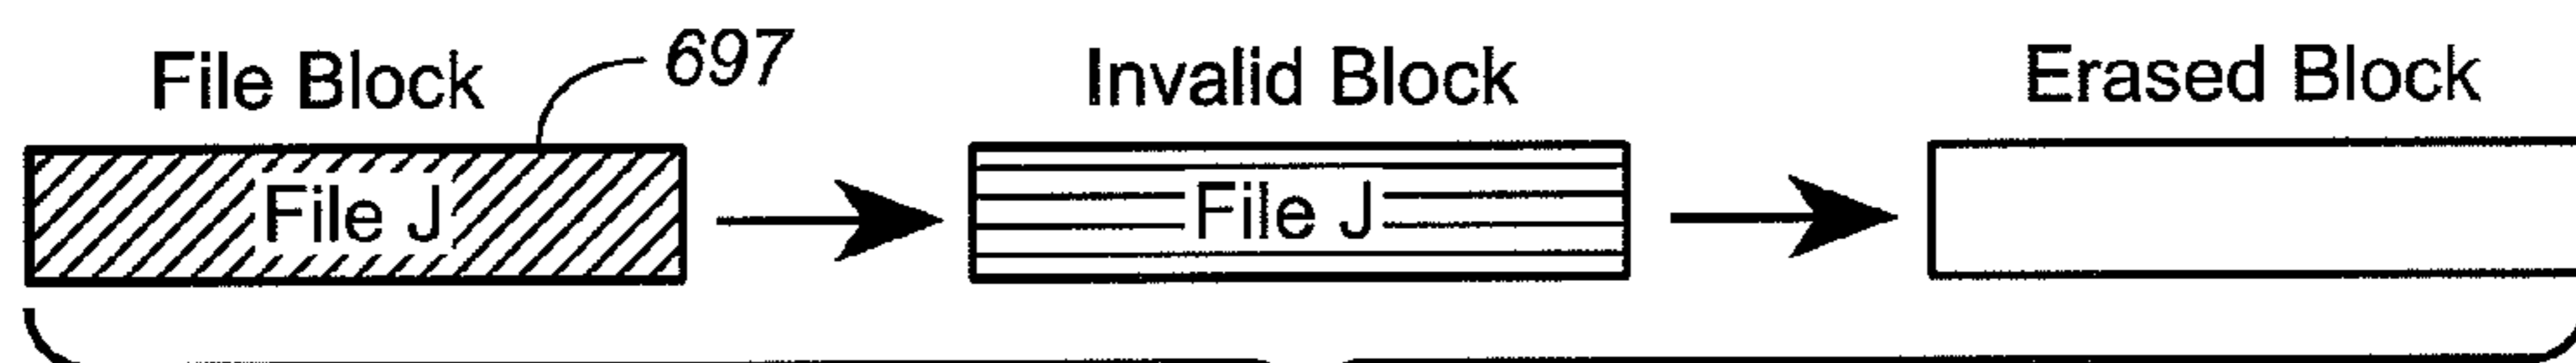 File Block 697 Invalid Block Erased Block
File J File J